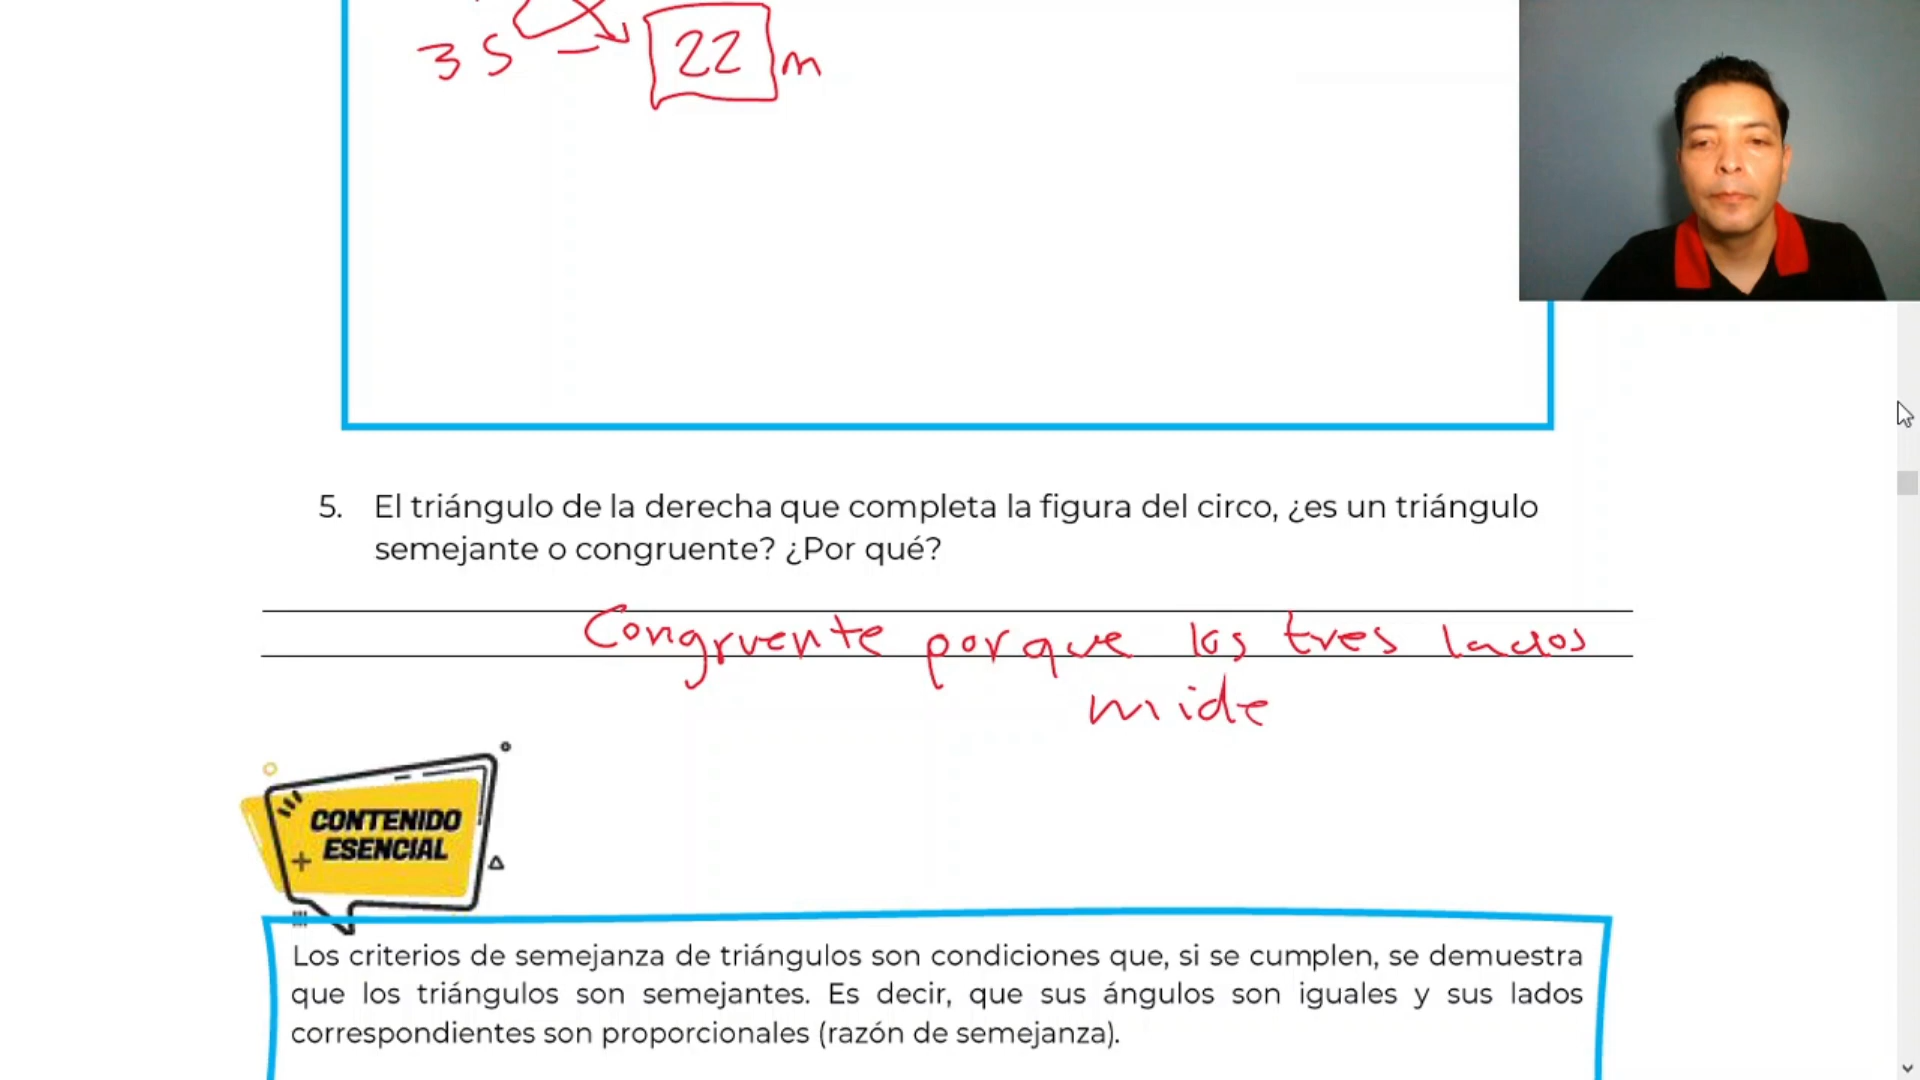 35
22 m
5. El triángulo de la derecha que completa la figura del circo, ¿es un triángulo
semejante o congruente? ¿Por qué?
Congruente porque los tres lados
mide
CONTENIDO
ESENCIAL
Los criterios de semejanza de triángulos son condiciones que, si se cumplen, se demuestra
que los triángulos son semejantes. Es decir, que sus ángulos son iguales y sus lados
correspondientes son proporcionales (razón de semejanza).